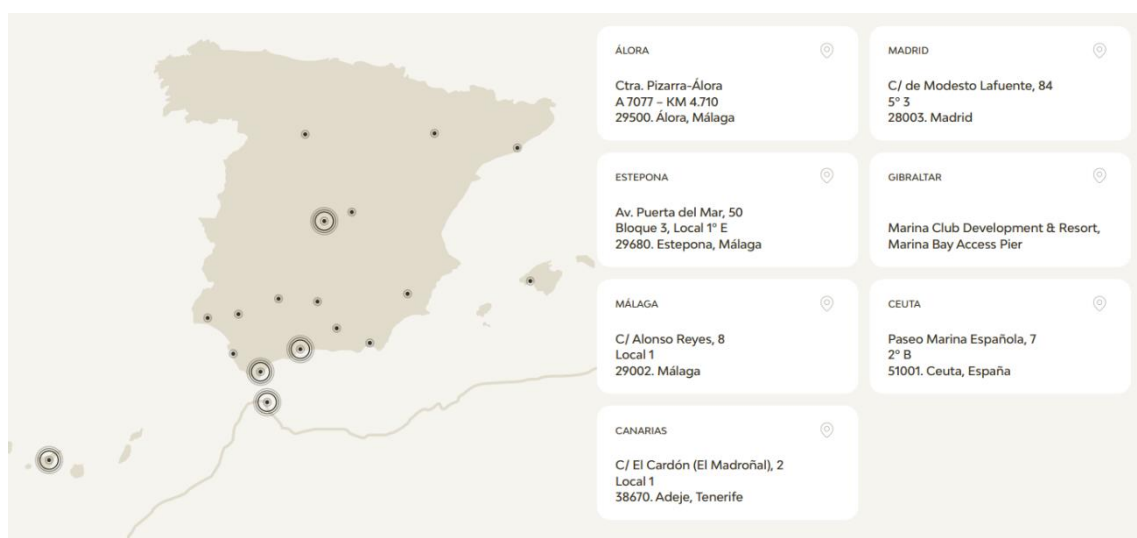 ÁLORA
Ctra. Pizarra-Álora
A 7077 – KM 4.710
29500. Álora, Málaga
MADRID
C/ de Modesto Lafuente, 84
5º 3
28003. Madrid
ESTEPONA
Av. Puerta del Mar, 50
Bloque 3, Local 1º E
29680. Estepona, Málaga
GIBRALTAR
Marina Club Development & Resort,
Marina Bay Access Pier
MÁLAGA
C/ Alonso Reyes, 8
Local 1
29002. Málaga
CEUTA
Paseo Marina Española, 7
2º B
51001. Ceuta, España
CANARIAS
C/ El Cardón (El Madroñal), 2
Local 1
38670. Adeje, Tenerife